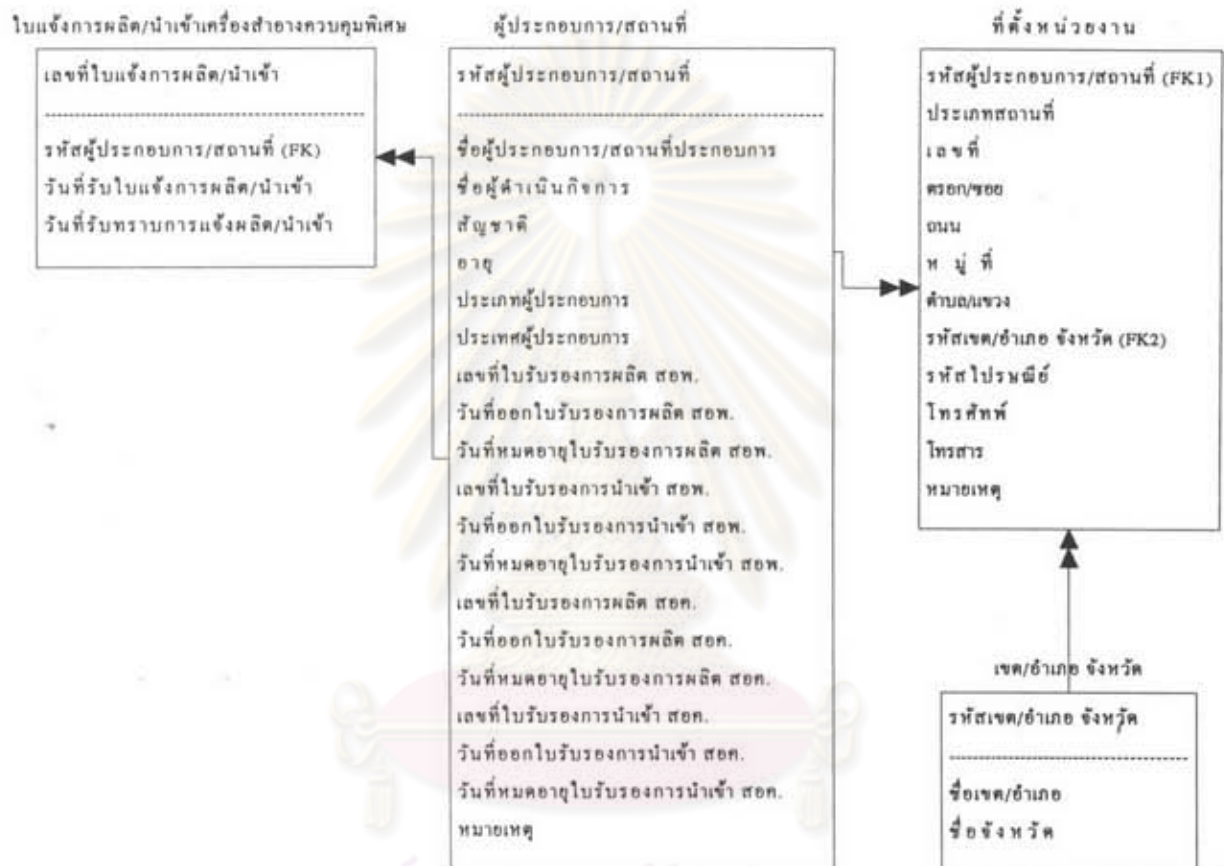 ใบแจ้งการผลิต/นำเข้าเครื่องสำอางควบคุมพิเศษ
เลขที่ใบแจ้งการผลิต/นำเข้า
รหัสผู้ประกอบการ/สถานที่ (FK)
วันที่รับใบแจ้งการผลิต/นำเข้า
วันที่รับทราบการแจ้งผลิต/นำเข้า
ผู้ประกอบการ/สถานที่
รหัสผู้ประกอบการ/สถานที่
ชื่อผู้ประกอบการ/สถานที่ประกอบการ
ชื่อผู้ดำเนินกิจการ
สัญชาติ
อายุ
ประเภทผู้ประกอบการ
ประเทศผู้ประกอบการ
เลขที่ใบรับรองการผลิต สอพ.
วันที่ออกใบรับรองการผลิต สอพ.
วันที่หมดอายุใบรับรองการผลิต สอพ.
เลขที่ใบรับรองการนำเข้า สอพ.
วันที่ออกใบรับรองการนำเข้า สอพ.
วันที่หมดอายุใบรับรองการนำเข้า สอพ.
เลขที่ใบรับรองการผลิต สอค.
วันที่ออกใบรับรองการผลิต สอค.
วันที่หมดอายุใบรับรองการผลิต สอค.
เลขที่ใบรับรองการนำเข้า สอค.
วันที่ออกใบรับรองการนำเข้า สอค.
วันที่หมดอายุใบรับรองการนำเข้า สอค.
หมายเหตุ
ที่ตั้งหน่วยงาน
รหัสผู้ประกอบการ/สถานที่ (FK1)
ประเภทสถานที่
เลขที่
ตรอก/ซอย
ถนน
หมู่ ที่
ตำบล/แขวง
รหัสเขต/อำเภอ จังหวัด (FK2)
รหัสไปรษณีย์
โทรศัพท์
โทรสาร
หมายเหตุ
เขต/อำเภอ จังหวัด
รหัสเขต/อำเภอ จังหวัด
ชื่อเขต/อำเภอ
ชื่อจังหวัด